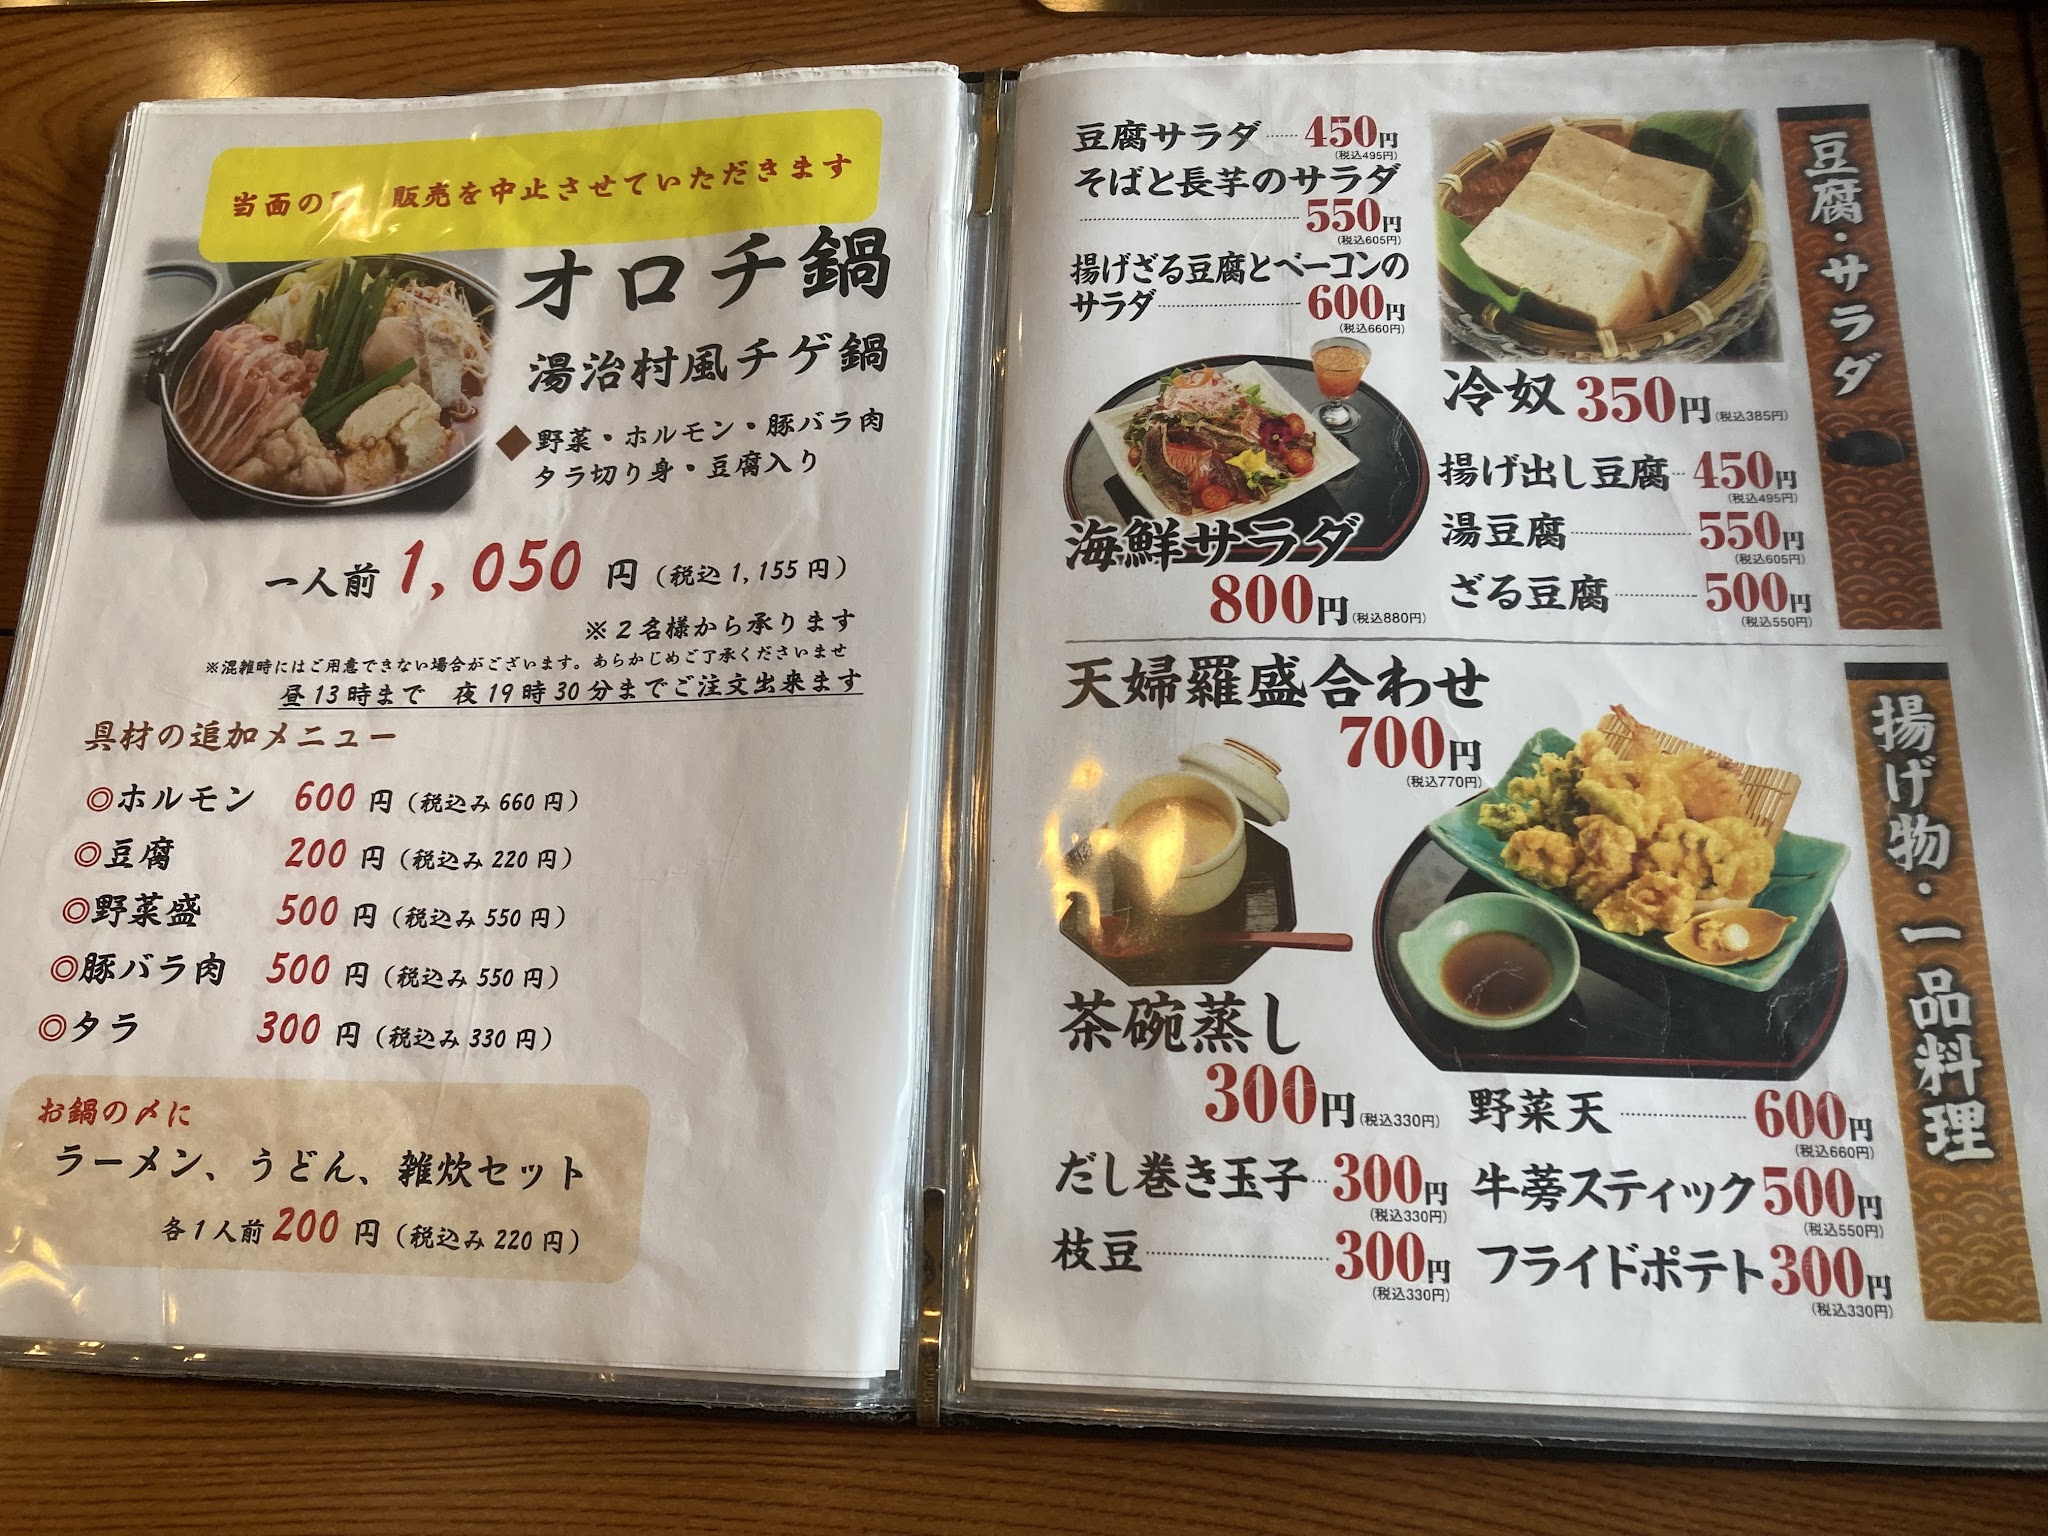 当面の 販売を中止させていただきます
オロチ鍋
湯治村風チゲ鍋
◆野菜・ホルモン・豚バラ肉
タラ切り身・豆腐入り
一人前 1,050 円（税込 1,155 円）
※２名様から承ります
※混雑時にはご用意できない場合がございます。あらかじめご了承くださいませ
昼13時まで 夜19時30分までご注文出来ます
具材の追加メニュー
◎ホルモン 600 円（税込み 660 円）
◎豆腐 200 円（税込み 220 円）
◎野菜盛 500 円（税込み 550 円）
◎豚バラ肉 500 円（税込み 550 円）
◎タラ 300 円（税込み 330 円）
お鍋の〆に
ラーメン、うどん、雑炊セット
各１人前 200 円（税込み 220 円）
豆腐・サラダ
豆腐サラダ……450円
(税込495円)
そばと長芋のサラダ
……550円
(税込605円)
揚げざる豆腐とベーコンの
サラダ……600円
(税込660円)
海鮮サラダ
800円(税込880円)
冷奴 350円(税込385円)
揚げ出し豆腐…450円
(税込495円)
湯豆腐……550円
(税込605円)
ざる豆腐……500円
(税込550円)
揚げ物・一品料理
天婦羅盛合わせ
700円
(税込770円)
茶碗蒸し
300円(税込330円)
だし巻き玉子…300円
(税込330円)
枝豆……300円
(税込330円)
野菜天……600円
(税込660円)
牛蒡スティック500円
(税込550円)
フライドポテト300円
(税込330円)